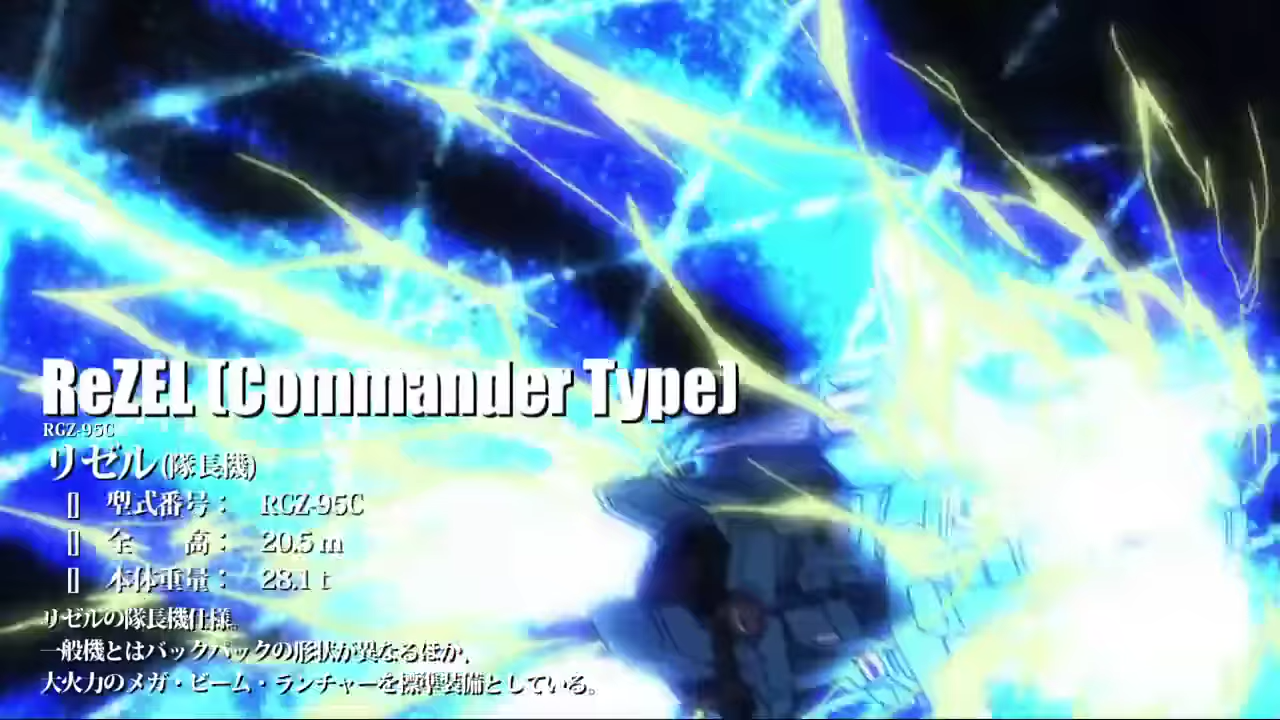 ReZEL (Commander Type)
RGZ-95C
リゼル(隊長機)
[] 型式番号： RGZ-95C
[] 全　高： 20.5 m
[] 本体重量： 28.1 t
リゼルの隊長機仕様。
一般機とはバックパックの形状が異なるほか、
大火力のメガ・ビーム・ランチャーを標準装備としている。